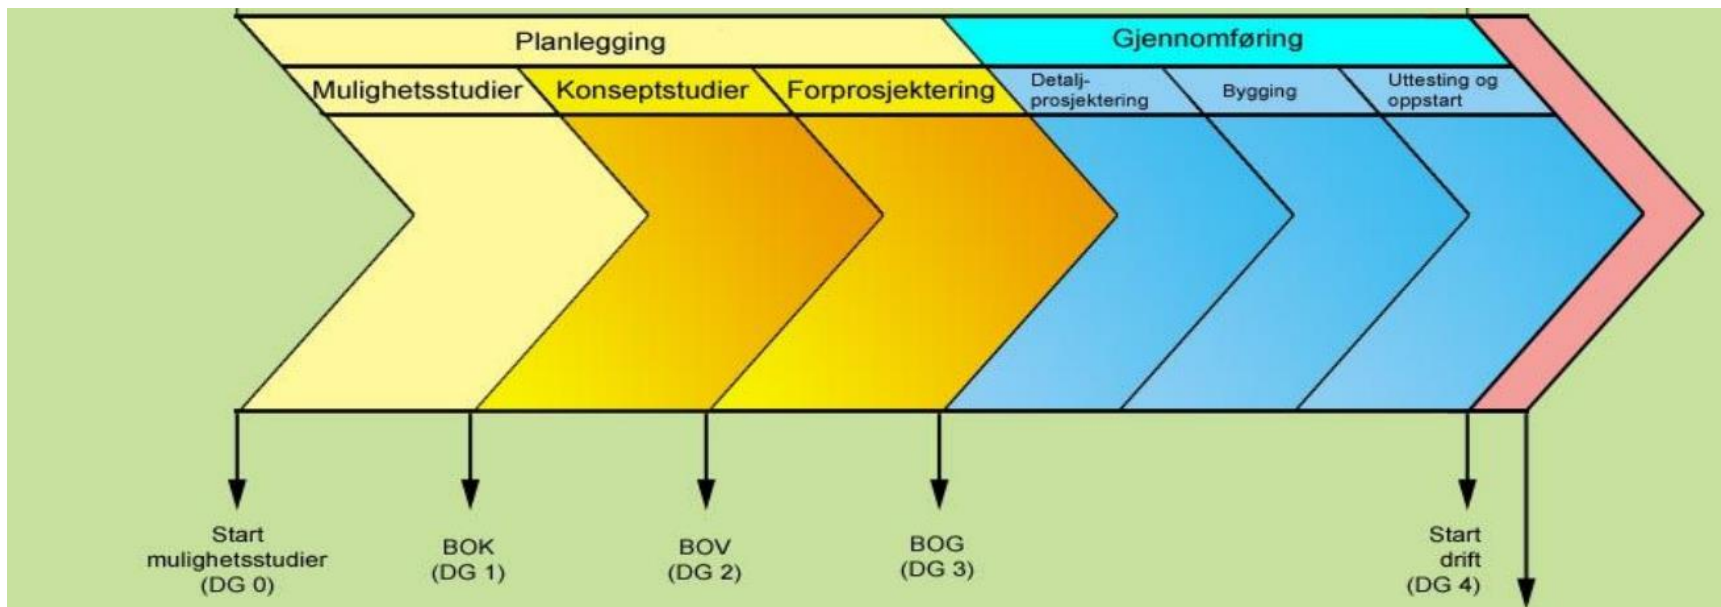 Planlegging
Gjennomføring
Mulighetsstudier
Konseptstudier
Forprosjektering
Detalj-
prosjektering
Bygging
Uttesting og
oppstart
Start
mulighetsstudier
(DG 0)
BOK
(DG 1)
BOV
(DG 2)
BOG
(DG 3)
Start
drift
(DG 4)